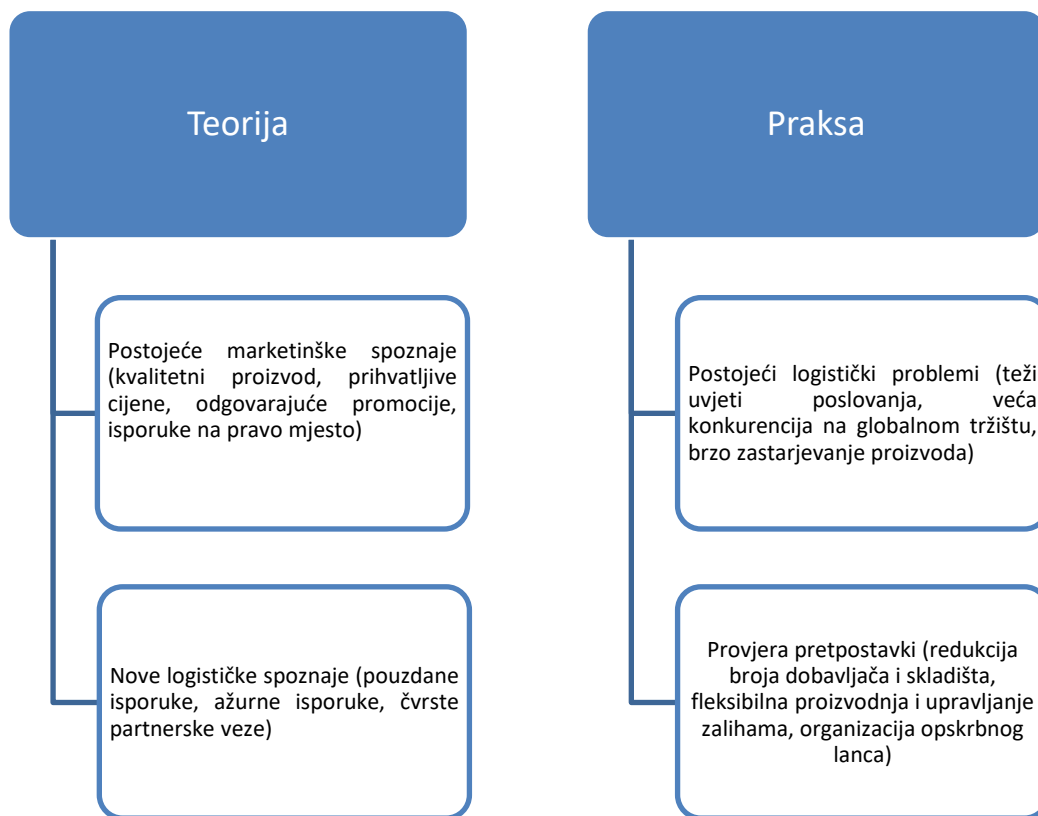 Teorija
Postojeće marketinške spoznaje
(kvalitetni proizvod, prihvatljive
cijene, odgovarajuće promocije,
isporuke na pravo mjesto)
Nove logističke spoznaje (pouzdane
isporuke, ažurne isporuke, čvrste
partnerske veze)
Praksa
Postojeći logistički problemi (teži
uvjeti poslovanja, veća
konkurencija na globalnom tržištu,
brzo zastarjevanje proizvoda)
Provjera pretpostavki (redukcija
broja dobavljača i skladišta,
fleksibilna proizvodnja i upravljanje
zalihama, organizacija opskrbnog
lanca)